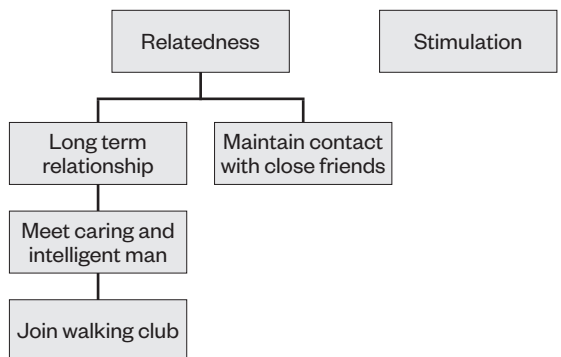 Relatedness
Stimulation
Long term
relationship
Maintain contact
with close friends
Meet caring and
intelligent man
Join walking club